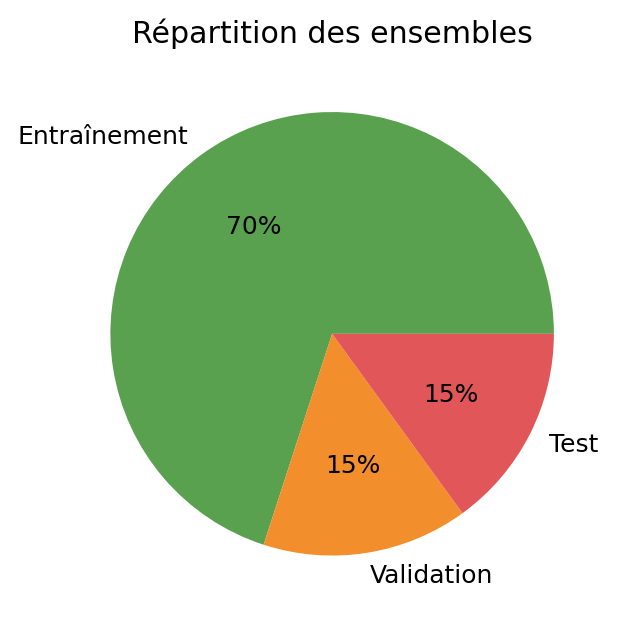 Répartition des ensembles
Entraînement
70%
15%
Test
15%
Validation